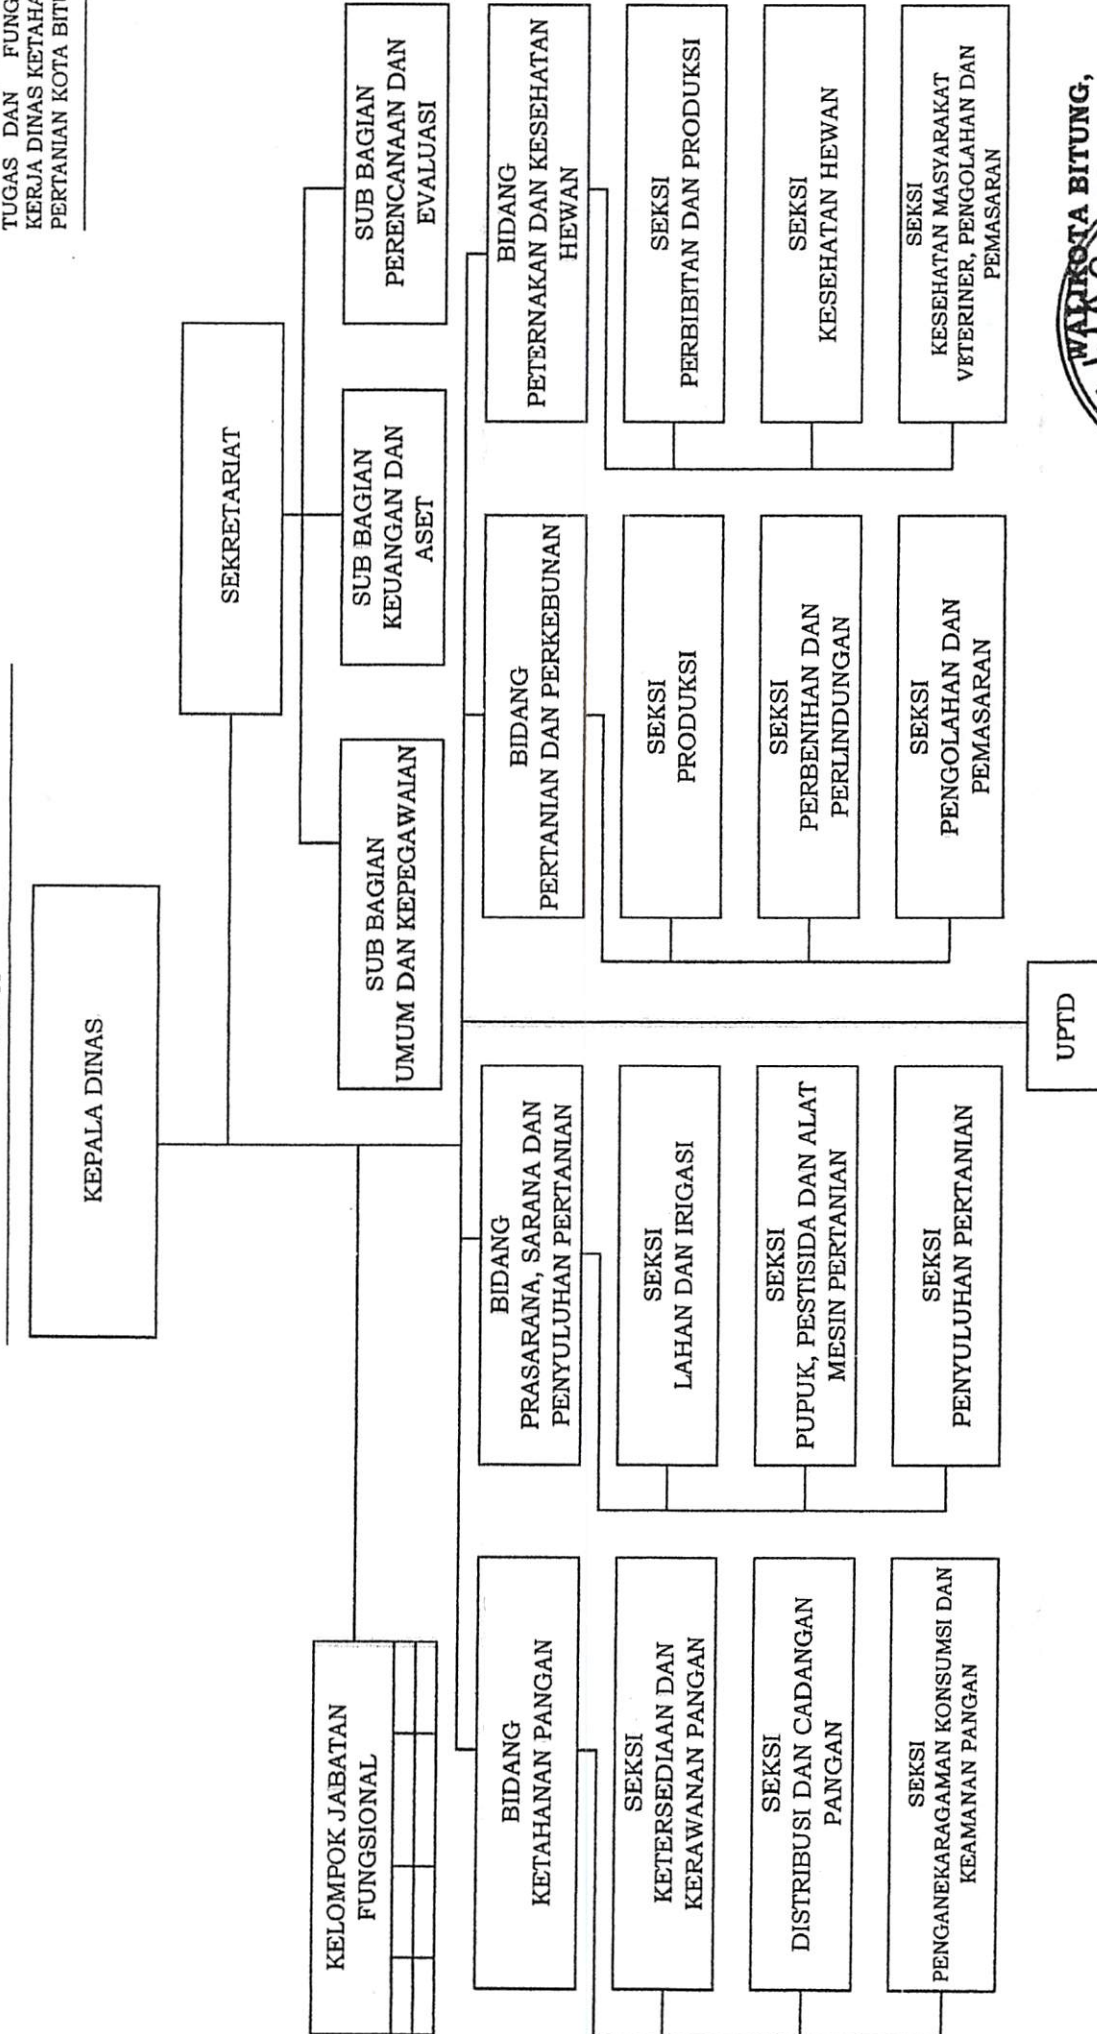 TUGAS DAN
KERJA DINAS
PERTANIAN KOTA
KEPALA DINAS
SEKRETARIAT
KELOMPOK JABATAN
FUNGSIONAL
SUB BAGIAN
UMUM DAN KEPEGAWAIAN
SUB BAGIAN
KEUANGAN DAN
ASET
SUB BAGIAN
PERENCANAAN DAN
EVALUASI
BIDANG
KETAHANAN PANGAN
BIDANG
PRASARANA, SARANA DAN
PENYULUHAN PERTANIAN
BIDANG
PERTANIAN DAN PERKEBUNAN
BIDANG
PETERNAKAN DAN KESEHATAN
HEWAN
SEKSI
KETERSEDIAAN DAN
KERAWANAN PANGAN
SEKSI
LAHAN DAN IRIGASI
SEKSI
PRODUKSI
SEKSI
PERBIBITAN DAN PRODUKSI
SEKSI
DISTRIBUSI DAN CADANGAN
PANGAN
SEKSI
PUPUK, PESTISIDA DAN ALAT
MESIN PERTANIAN
SEKSI
PERBENIHAN DAN
PERLINDUNGAN
SEKSI
KESEHATAN HEWAN
SEKSI
PENGANEKARAGAMAN KONSUMSI DAN
KEAMANAN PANGAN
SEKSI
PENYULUHAN PERTANIAN
SEKSI
PENGOLAHAN DAN
PEMASARAN
SEKSI
KESEHATAN MASYARAKAT
VETERINER, PENGOLAHAN DAN
PEMASARAN
UPTD
WALIKOTA BITUNG,